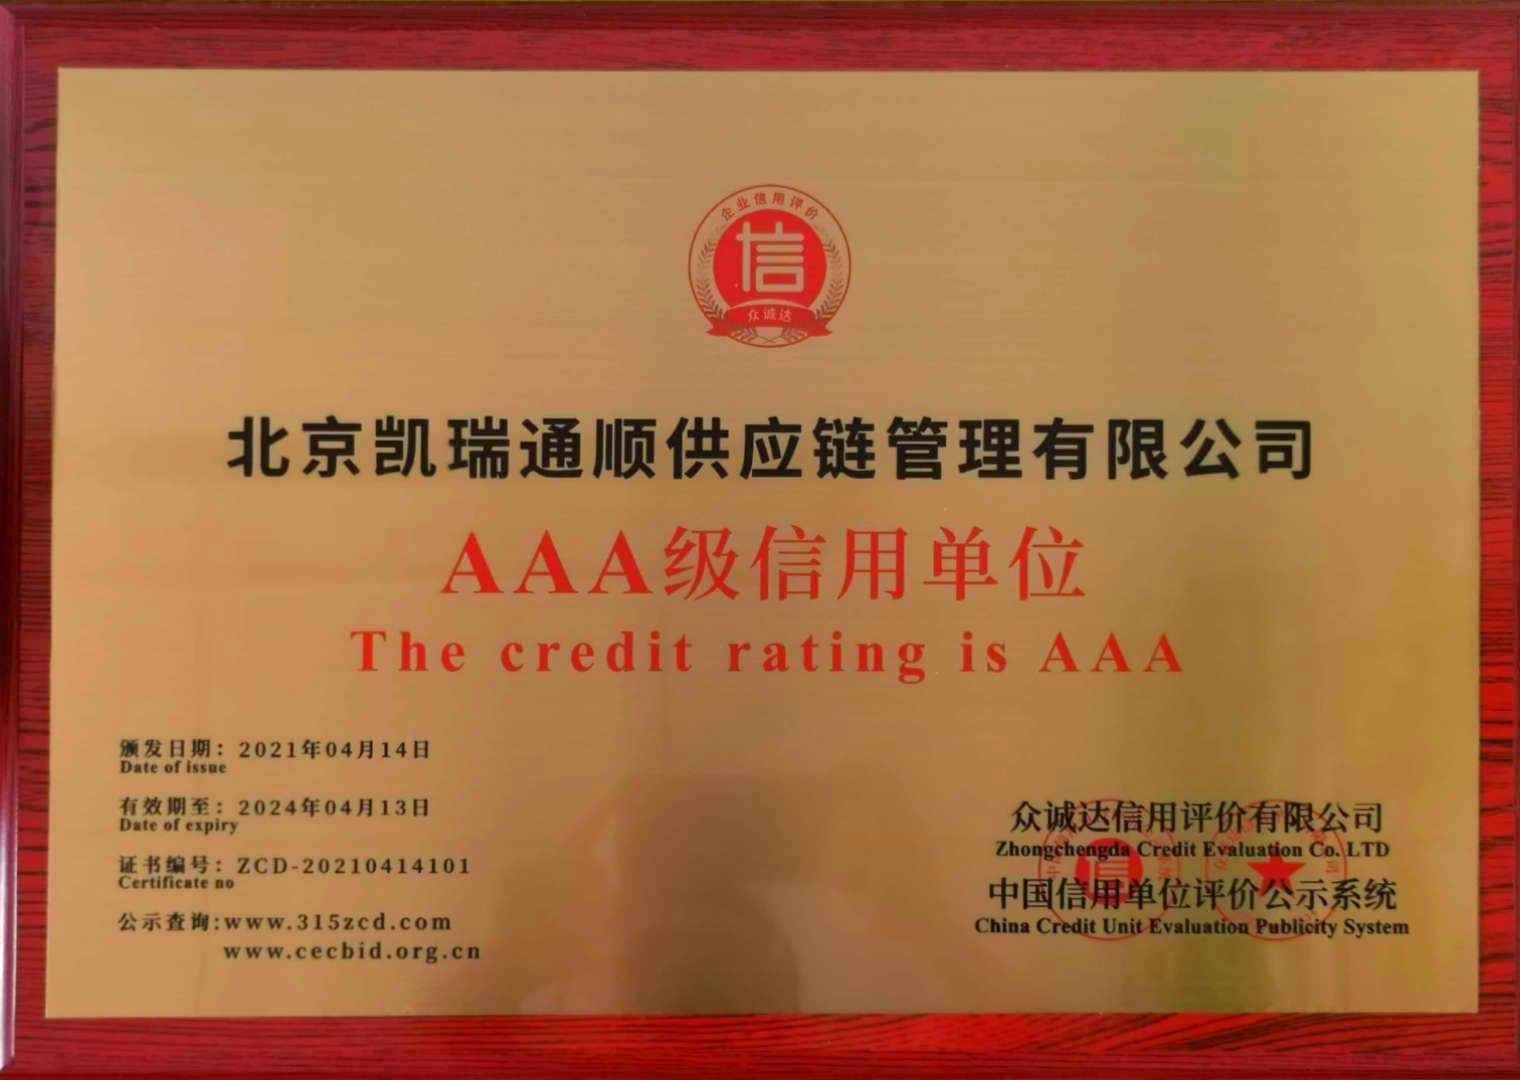 企业信用评价
信
众诚达
北京凯瑞通顺供应链管理有限公司
AAA级信用单位
The credit rating is AAA
颁发日期：2021年04月14日
Date of issue
有效期至：2024年04月13日
Date of expiry
证书编号：ZCD-20210414101
Certificate no
公示查询:www.315zcd.com
www.cecbid.org.cn
众诚达信用评价有限公司
Zhongchengda Credit Evaluation Co. LTD
中国信用单位评价公示系统
China Credit Unit Evaluation Publicity System